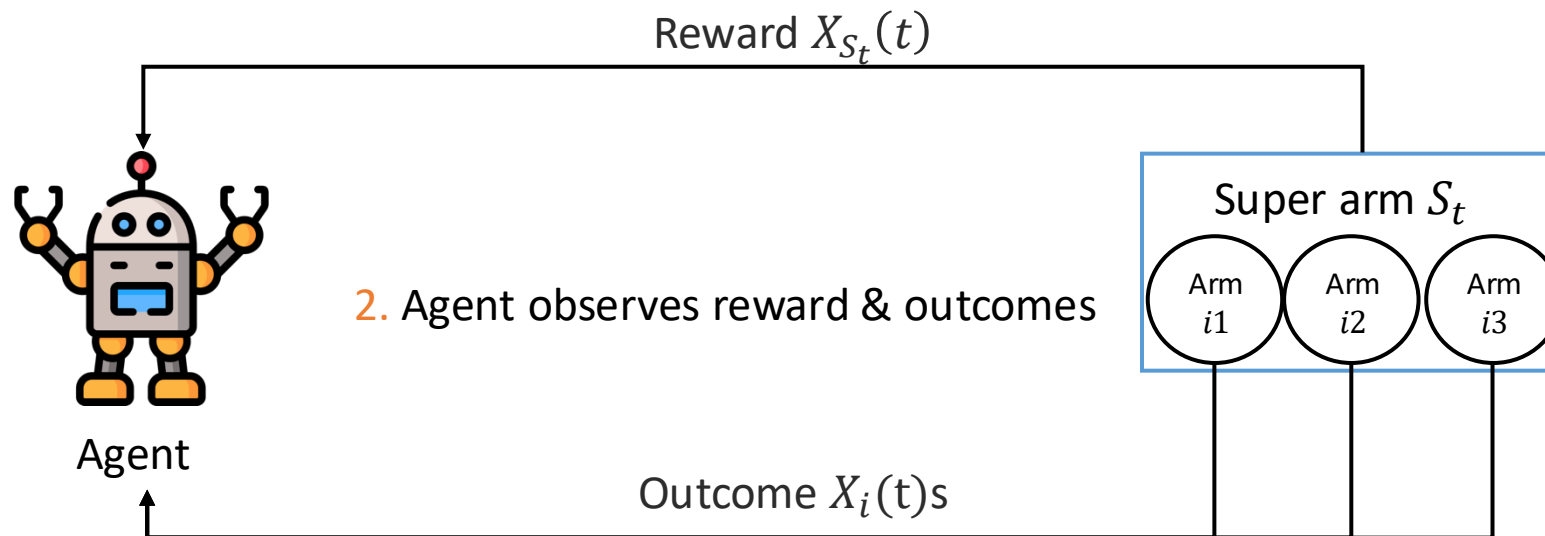 Reward X_{S_t}(t)
Super arm S_t
Arm i1
Arm i2
Arm i3
2. Agent observes reward & outcomes
Agent
Outcome X_i(t)s